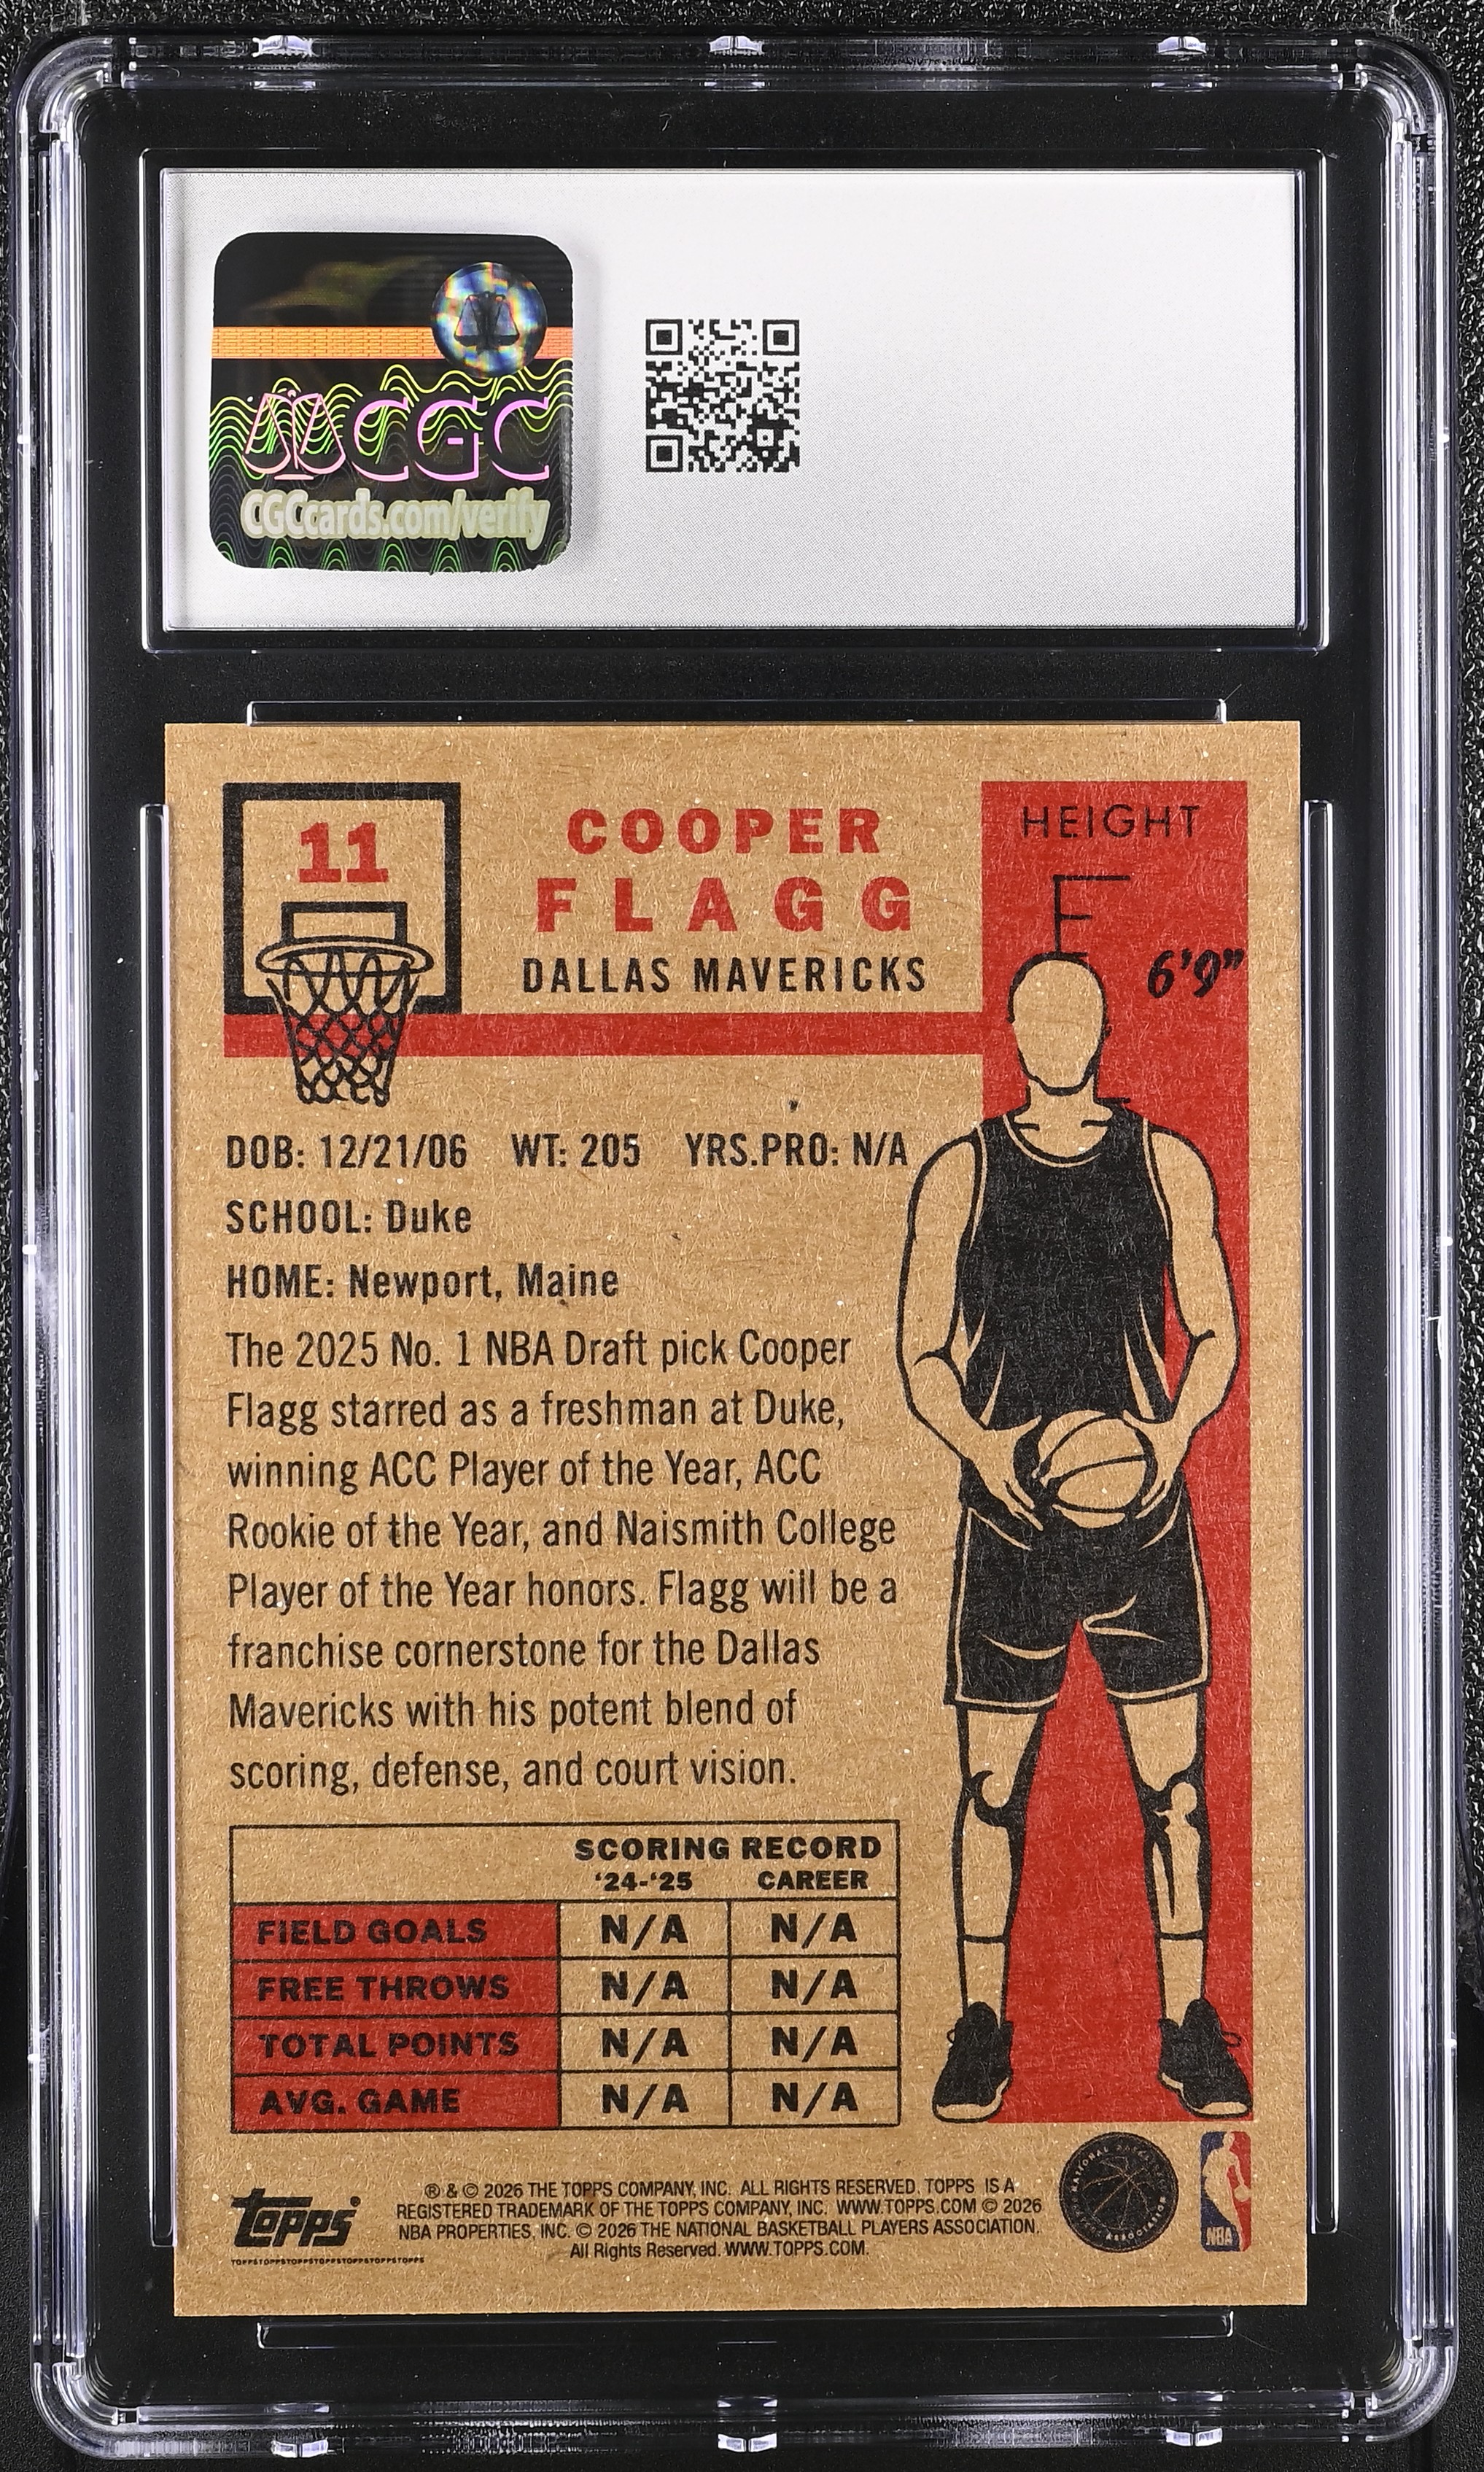 CGC
CGCcards.com/verify
11
COOPER
FLAGG
DALLAS MAVERICKS
HEIGHT
6'9"
DOB: 12/21/06 WT: 205 YRS.PRO: N/A
SCHOOL: Duke
HOME: Newport, Maine
The 2025 No. 1 NBA Draft pick Cooper
Flagg starred as a freshman at Duke,
winning ACC Player of the Year, ACC
Rookie of the Year, and Naismith College
Player of the Year honors. Flagg will be a
franchise cornerstone for the Dallas
Mavericks with his potent blend of
scoring, defense, and court vision.
SCORING RECORD
'24-'25 CAREER
FIELD GOALS N/A N/A
FREE THROWS N/A N/A
TOTAL POINTS N/A N/A
AVG. GAME N/A N/A
topps
TOPPSTOPPSTOPPSTOPPSTOPPSTOPPSTOPPS
® & © 2026 THE TOPPS COMPANY, INC. ALL RIGHTS RESERVED. TOPPS IS A
REGISTERED TRADEMARK OF THE TOPPS COMPANY, INC. WWW.TOPPS.COM © 2026
NBA PROPERTIES, INC. © 2026 THE NATIONAL BASKETBALL PLAYERS ASSOCIATION.
All Rights Reserved. WWW.TOPPS.COM.
NATIONAL BASKETBALL PLAYERS ASSOCIATION
NBA